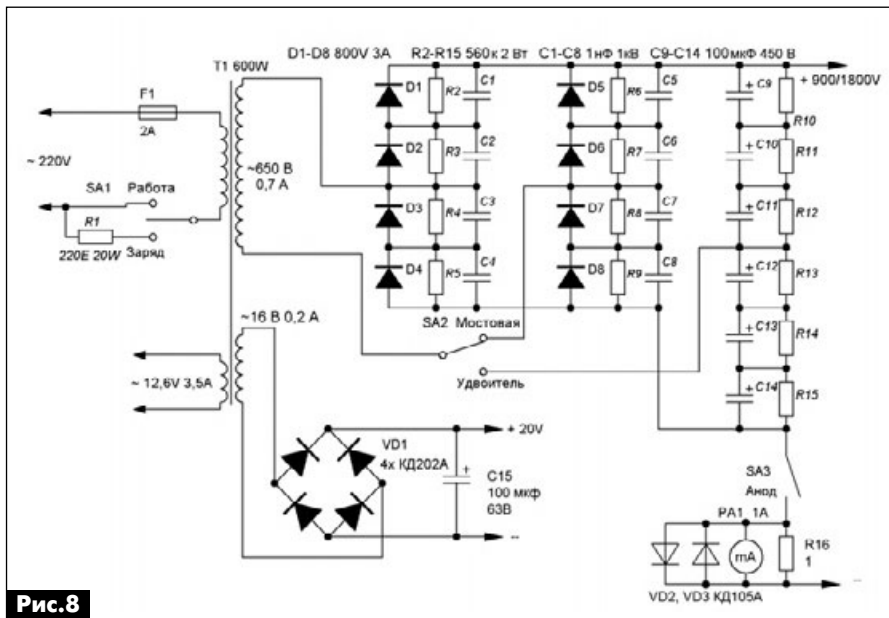 D1-D8 800V 3A R2-R15 560к 2 Вт C1-C8 1нФ 1кВ C9-C14 100мкФ 450 В
T1 600W
+ 900/1800V
F1
2A
~ 220V
SA1 Работа
R1
220E 20W Заряд
~650 В
0,7 А
D1 R2 C1
D2 R3 C2
D3 R4 C3
D4 R5 C4
D5 R6 C5
D6 R7 C6
D7 R8 C7
D8 R9 C8
+ C9 R10
+ C10 R11
+ C11 R12
+ C12 R13
+ C13 R14
+ C14 R15
SA2 Мостовая
Удвоитель
~16 В 0,2 А
~ 12,6V 3,5A
+ 20V
VD1
4x КД202А
+
C15
100 мкф
63В
--
SA3
Анод
PA1 1A
mA
R16
1
--
VD2, VD3 КД105А
Рис.8